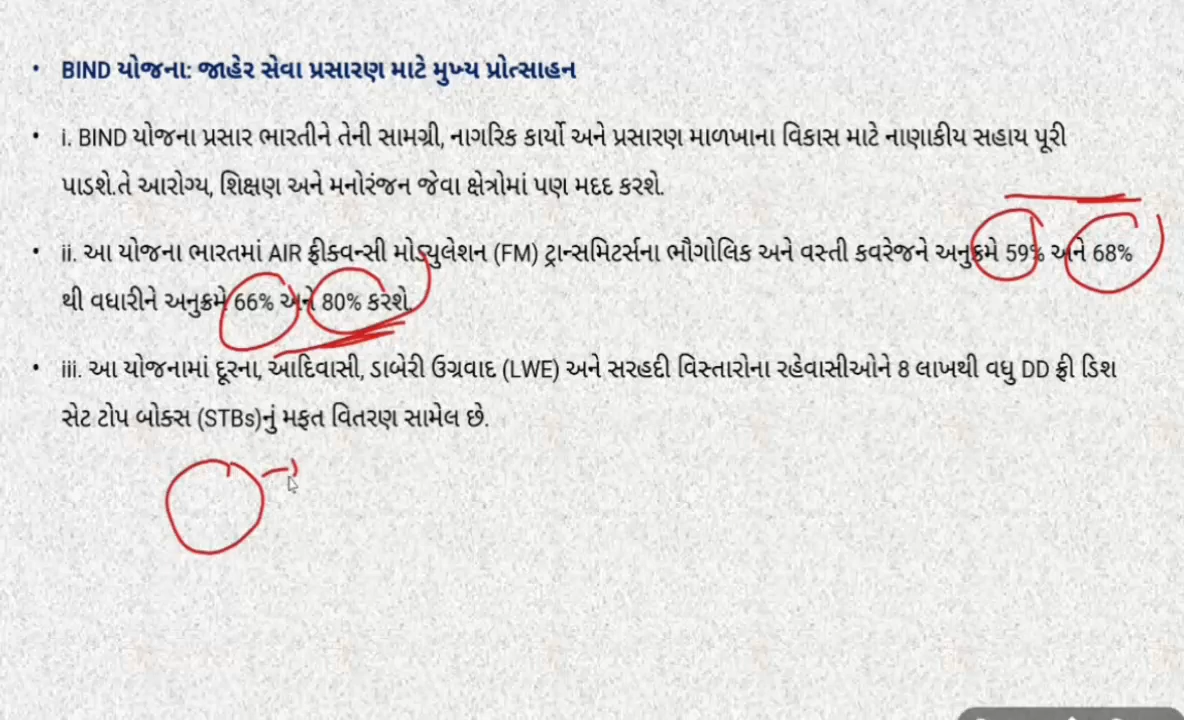 • BIND યોજના: જાહેર સેવા પ્રસારણ માટે મુખ્ય પ્રોત્સાહન
• i. BIND યોજના પ્રસાર ભારતીને તેની સામગ્રી, નાગરિક કાર્યો અને પ્રસારણ માળખાના વિકાસ માટે નાણાકીય સહાય પૂરી
પાડશે.તે આરોગ્ય, શિક્ષણ અને મનોરંજન જેવા ક્ષેત્રોમાં પણ મદદ કરશે.
• ii. આ યોજના ભારતમાં AIR ફ્રીક્વન્સી મોડ્યુલેશન (FM) ટ્રાન્સમિટર્સના ભૌગોલિક અને વસ્તી કવરેજને અનુક્રમે 59% અને 68%
થી વધારીને અનુક્રમે 66% અને 80% કરશે.
• iii. આ યોજનામાં દૂરના, આદિવાસી, ડાબેરી ઉગ્રવાદ (LWE) અને સરહદી વિસ્તારોના રહેવાસીઓને 8 લાખથી વધુ DD ફ્રી ડિશ
સેટ ટોપ બોક્સ (STBs)નું મફત વિતરણ સામેલ છે.